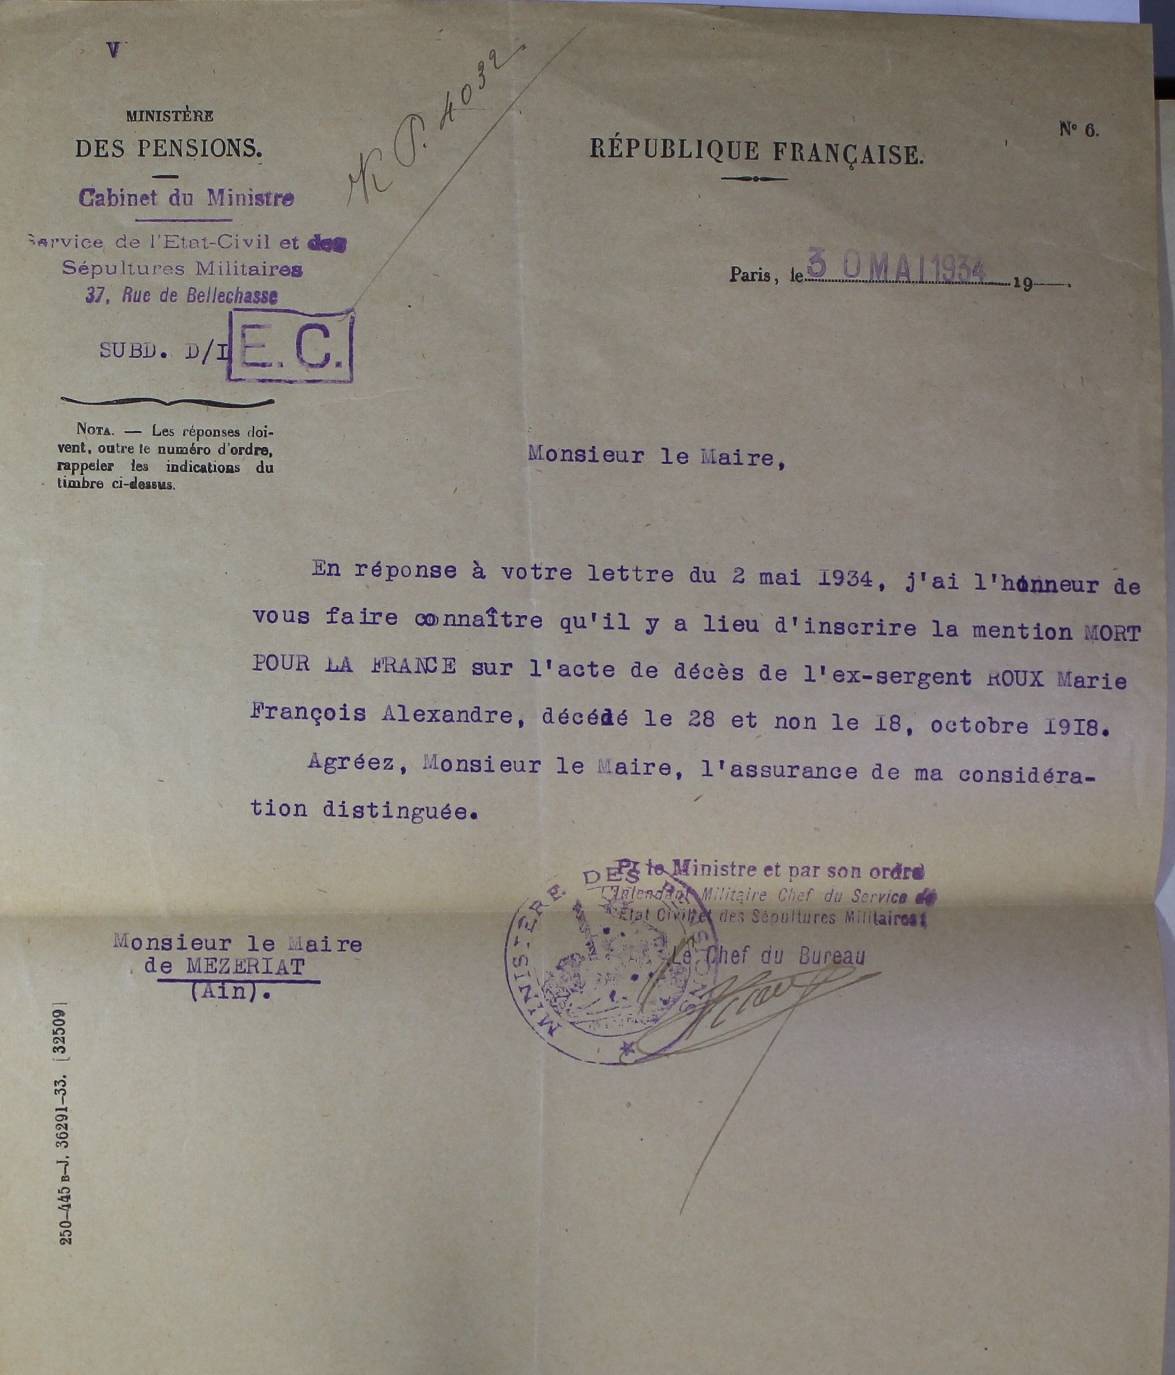 V
MINISTÈRE
DES PENSIONS.
Cabinet du Ministre
Service de l'Etat-Civil et des
Sépultures Militaires
37, Rue de Bellechasse
SUBD. D/I E. C.
NOTA. — Les réponses doi-
vent, outre le numéro d'ordre,
rappeler les indications du
timbre ci-dessus.
P. 4032
N° 6.
RÉPUBLIQUE FRANÇAISE.
Paris, le 30 MAI 1934 19
Monsieur le Maire,
En réponse à votre lettre du 2 mai 1934, j'ai l'honneur de
vous faire connaître qu'il y a lieu d'inscrire la mention MORT
POUR LA FRANCE sur l'acte de décès de l'ex-sergent ROUX Marie
François Alexandre, décédé le 28 et non le 18, octobre 1918.
Agréez, Monsieur le Maire, l'assurance de ma considéra-
tion distinguée.
Pr le Ministre et par son ordre
l'Intendant Militaire Chef du Service de
l'Etat Civil et des Sépultures Militaires
Le Chef du Bureau
MINISTÈRE DES PENSIONS
Monsieur le Maire
de MEZERIAT
(Ain).
250-445 B-J. 36291-33. [32509]